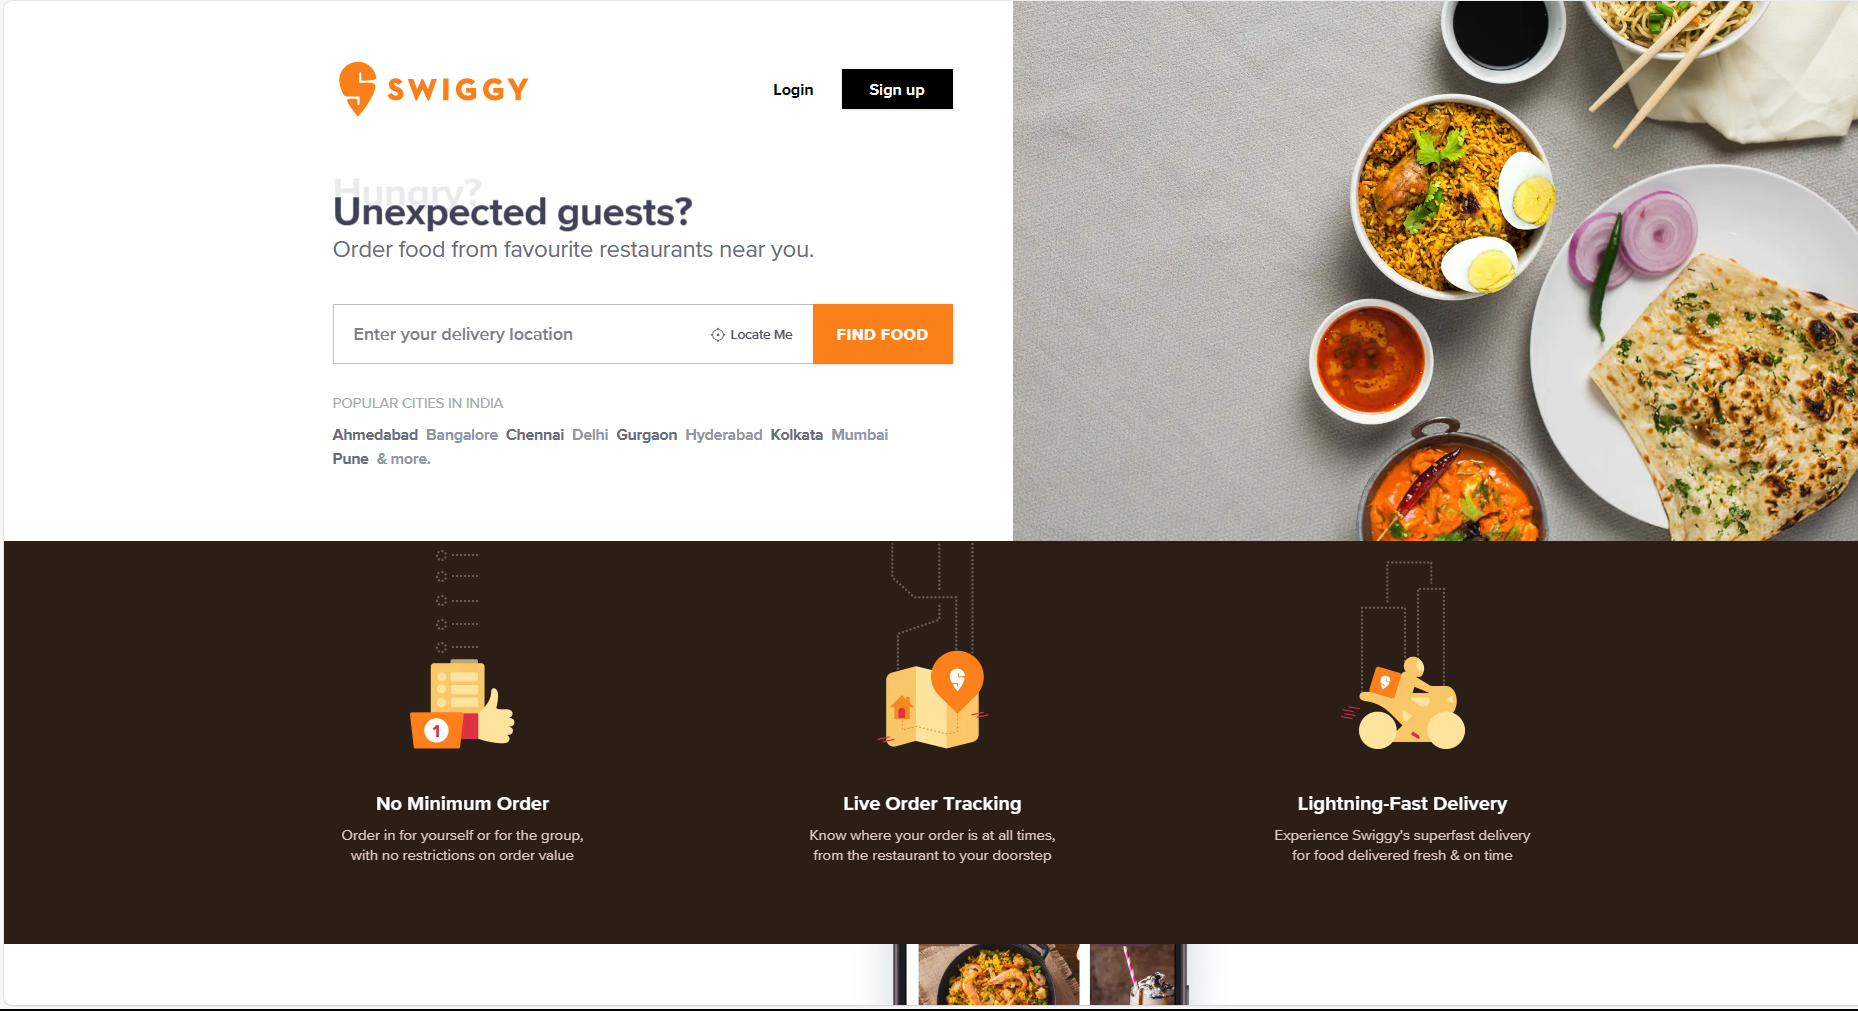 SWIGGY
Login
Sign up
Hungry?
Unexpected guests?
Order food from favourite restaurants near you.
Enter your delivery location
Locate Me
FIND FOOD
POPULAR CITIES IN INDIA
Ahmedabad Bangalore Chennai Delhi Gurgaon Hyderabad Kolkata Mumbai
Pune & more.
1
No Minimum Order
Order in for yourself or for the group,
with no restrictions on order value
Live Order Tracking
Know where your order is at all times,
from the restaurant to your doorstep
Lightning-Fast Delivery
Experience Swiggy's superfast delivery
for food delivered fresh & on time